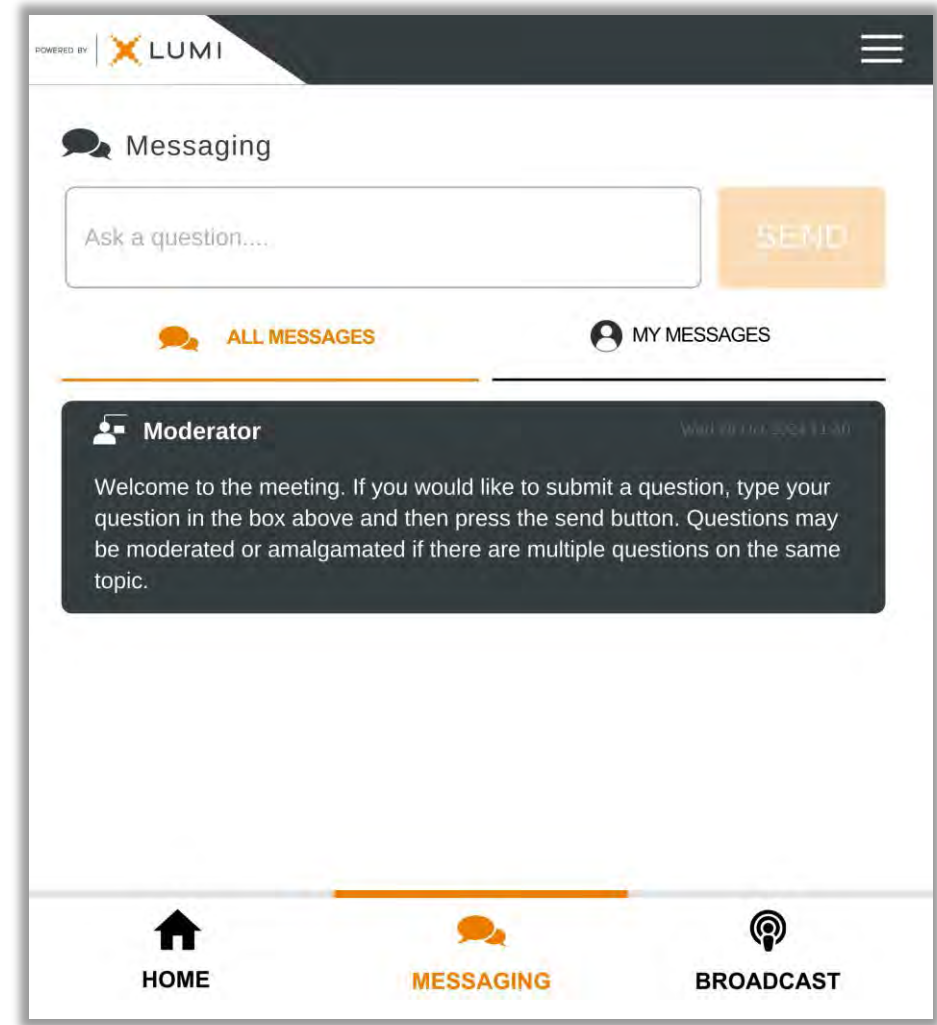 POWERED BY
LUMI
Messaging
Ask a question....
SEND
ALL MESSAGES
MY MESSAGES
Moderator
Welcome to the meeting. If you would like to submit a question, type your
question in the box above and then press the send button. Questions may
be moderated or amalgamated if there are multiple questions on the same
topic.
HOME
MESSAGING
BROADCAST